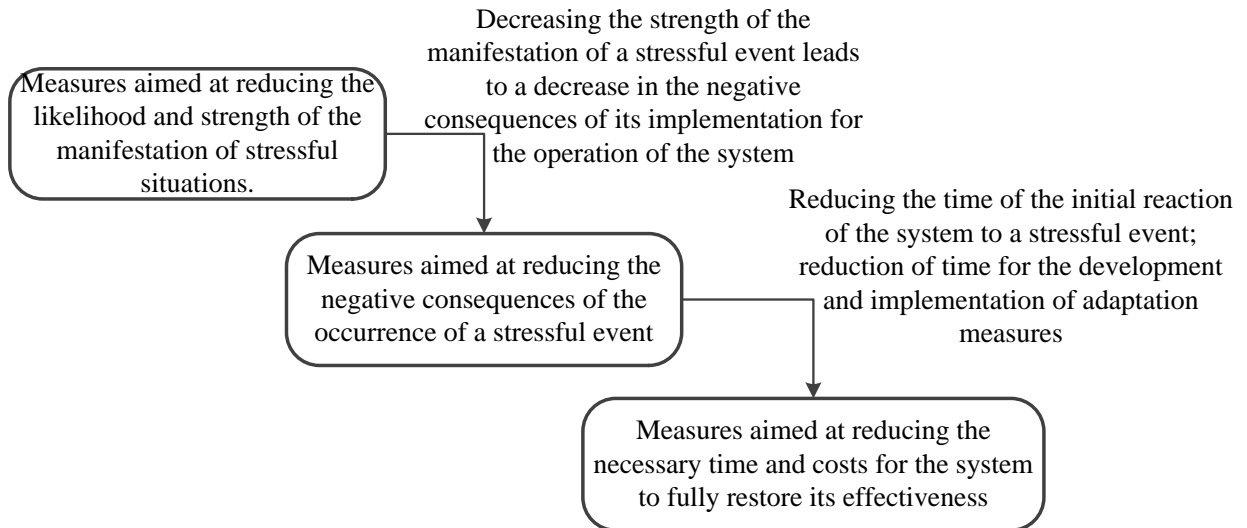 Measures aimed at reducing the
likelihood and strength of the
manifestation of stressful
situations.
Decreasing the strength of the
manifestation of a stressful event leads
to a decrease in the negative
consequences of its implementation for
the operation of the system
Measures aimed at reducing the
negative consequences of the
occurrence of a stressful event
Reducing the time of the initial reaction
of the system to a stressful event;
reduction of time for the development
and implementation of adaptation
measures
Measures aimed at reducing the
necessary time and costs for the system
to fully restore its effectiveness